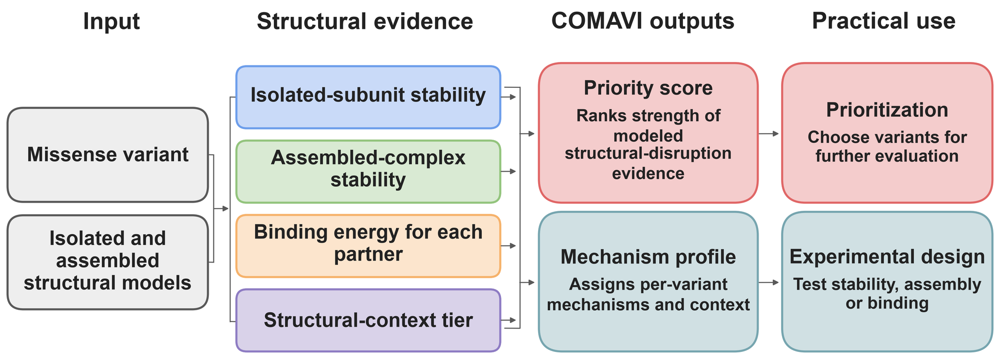 Input
Structural evidence
COMAVI outputs
Practical use
Missense variant
Isolated and
assembled
structural models
Isolated-subunit stability
Assembled-complex
stability
Binding energy for each
partner
Structural-context tier
Priority score
Ranks strength of
modeled
structural-disruption
evidence
Mechanism profile
Assigns per-variant
mechanisms and context
Prioritization
Choose variants for
further evaluation
Experimental design
Test stability, assembly
or binding